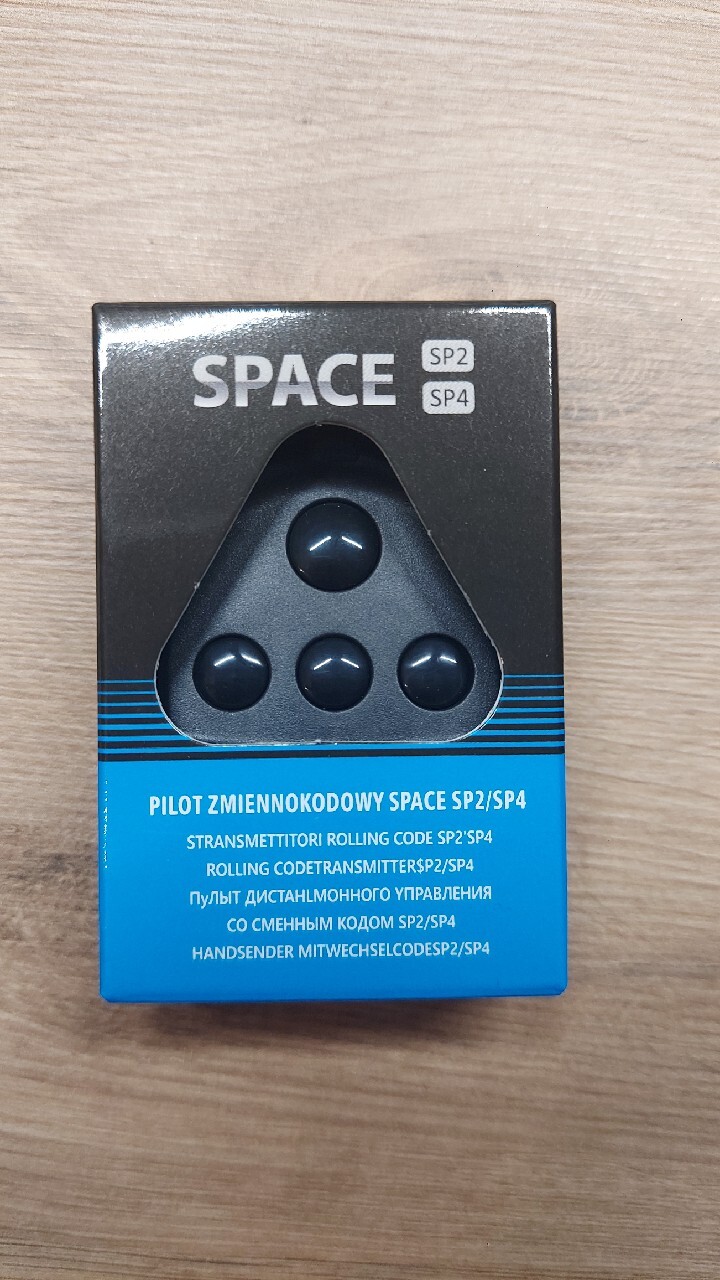 SPACE
SP2
SP4
PILOT ZMIENNOKODOWY SPACE SP2/SP4
STRANSMETTITORI ROLLING CODE SP2'SP4
ROLLING CODETRANSMITTER$P2/SP4
ПуЛЫТ ДИСТАНLМОННОГО УПРАВЛЕНИЯ
СО СМЕННЫМ КОДОМ SP2/SP4
HANDSENDER MITWECHSELCODESP2/SP4